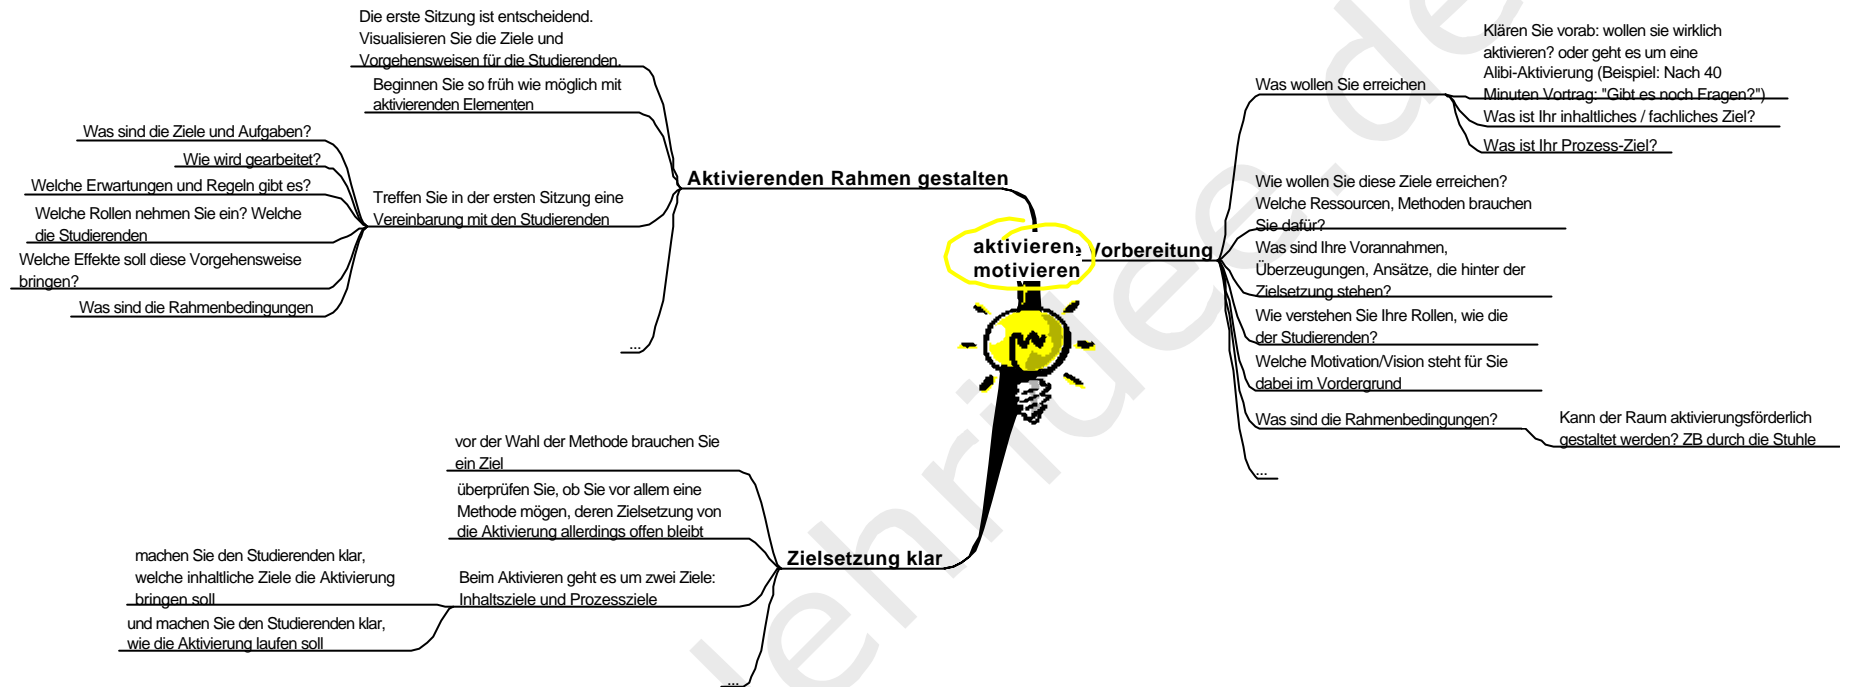 aktivieren,
motivieren
Aktivierenden Rahmen gestalten
Die erste Sitzung ist entscheidend.
Visualisieren Sie die Ziele und
Vorgehensweisen für die Studierenden.
Beginnen Sie so früh wie möglich mit
aktivierenden Elementen
Treffen Sie in der ersten Sitzung eine
Vereinbarung mit den Studierenden
Was sind die Ziele und Aufgaben?
Wie wird gearbeitet?
Welche Erwartungen und Regeln gibt es?
Welche Rollen nehmen Sie ein? Welche
die Studierenden
Welche Effekte soll diese Vorgehensweise
bringen?
Was sind die Rahmenbedingungen
...
Vorbereitung
Was wollen Sie erreichen
Klären Sie vorab: wollen sie wirklich
aktivieren? oder geht es um eine
Alibi-Aktivierung (Beispiel: Nach 40
Minuten Vortrag: "Gibt es noch Fragen?")
Was ist Ihr inhaltliches / fachliches Ziel?
Was ist Ihr Prozess-Ziel?
Wie wollen Sie diese Ziele erreichen?
Welche Ressourcen, Methoden brauchen
Sie dafür?
Was sind Ihre Vorannahmen,
Überzeugungen, Ansätze, die hinter der
Zielsetzung stehen?
Wie verstehen Sie Ihre Rollen, wie die
der Studierenden?
Welche Motivation/Vision steht für Sie
dabei im Vordergrund
Was sind die Rahmenbedingungen?
Kann der Raum aktivierungsförderlich
gestaltet werden? ZB durch die Stuhle
...
Zielsetzung klar
vor der Wahl der Methode brauchen Sie
ein Ziel
überprüfen Sie, ob Sie vor allem eine
Methode mögen, deren Zielsetzung von
die Aktivierung allerdings offen bleibt
Beim Aktivieren geht es um zwei Ziele:
Inhaltsziele und Prozessziele
machen Sie den Studierenden klar,
welche inhaltliche Ziele die Aktivierung
bringen soll
und machen Sie den Studierenden klar,
wie die Aktivierung laufen soll
...
lehridee.de